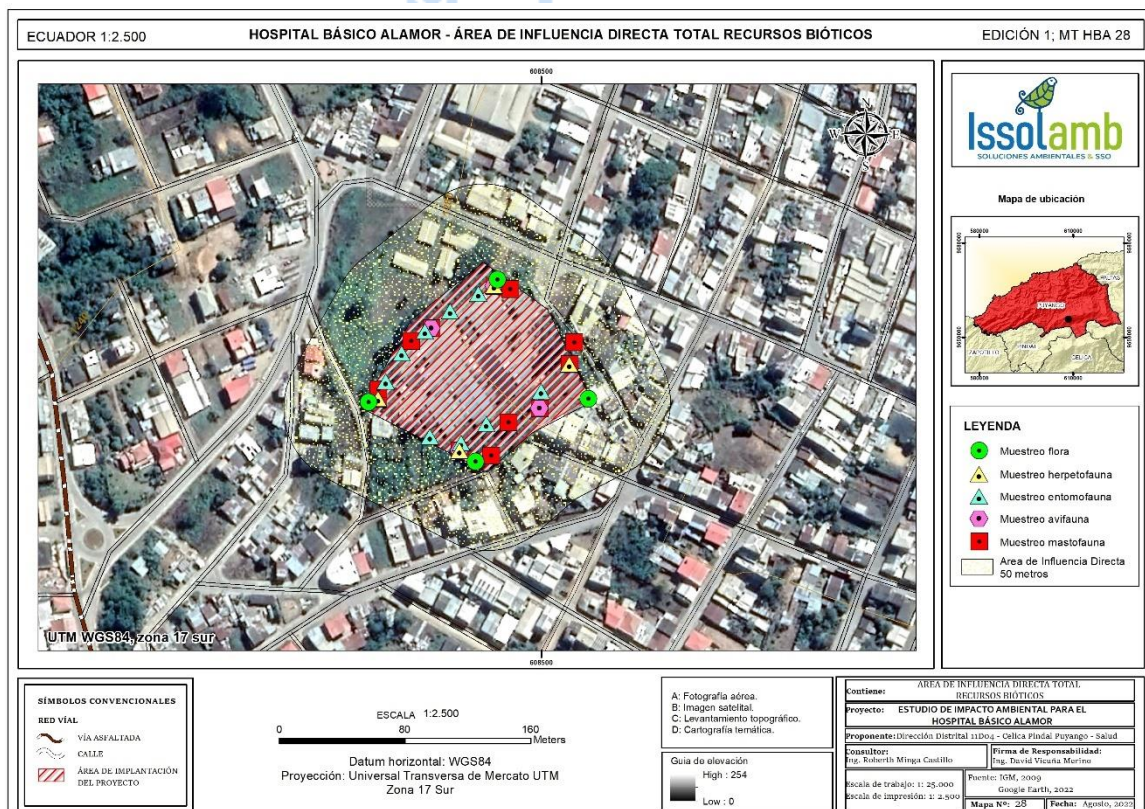 ECUADOR 1:2.500
HOSPITAL BÁSICO ALAMOR - ÁREA DE INFLUENCIA DIRECTA TOTAL RECURSOS BIÓTICOS
EDICIÓN 1; MT HBA 28
608500
N
W
E
S
UTM WGS84, zona 17 sur
608500
Issolamb
SOLUCIONES AMBIENTALES & SSO
Mapa de ubicación
580000
610000
PUYANGO
PALTAS
ZAPOTILLO
PINDAL
CELICA
580000
610000
LEYENDA
Muestreo flora
Muestreo herpetofauna
Muestreo entomofauna
Muestreo avifauna
Muestreo mastofauna
Area de Influencia Directa
50 metros
SÍMBOLOS CONVENCIONALES
RED VÍAL
VÍA ASFALTADA
CALLE
ÁREA DE IMPLANTACIÓN
DEL PROYECTO
ESCALA 1:2.500
0 80 160
Meters
Datum horizontal: WGS84
Proyección: Universal Transversa de Mercato UTM
Zona 17 Sur
A: Fotografía aérea.
B: Imagen satelital.
C: Levantamiento topográfico.
D: Cartografía temática.
Guia de elevación
High : 254
Low : 0
Contiene: AREA DE INFLUENCIA DIRECTA TOTAL
RECURSOS BIÓTICOS
Proyecto: ESTUDIO DE IMPACTO AMBIENTAL PARA EL
HOSPITAL BÁSICO ALAMOR
Proponente: Dirección Distrital 11D04 - Celica Pindal Puyango - Salud
Consultor:
Ing. Roberth Minga Castillo
Firma de Responsabilidad:
Ing. David Vicuña Merino
Escala de trabajo: 1: 25.000
Escala de impresión: 1: 2.500
Fuente: IGM, 2009
Google Earth, 2022
Mapa Nº: 28 Fecha: Agosto, 2022